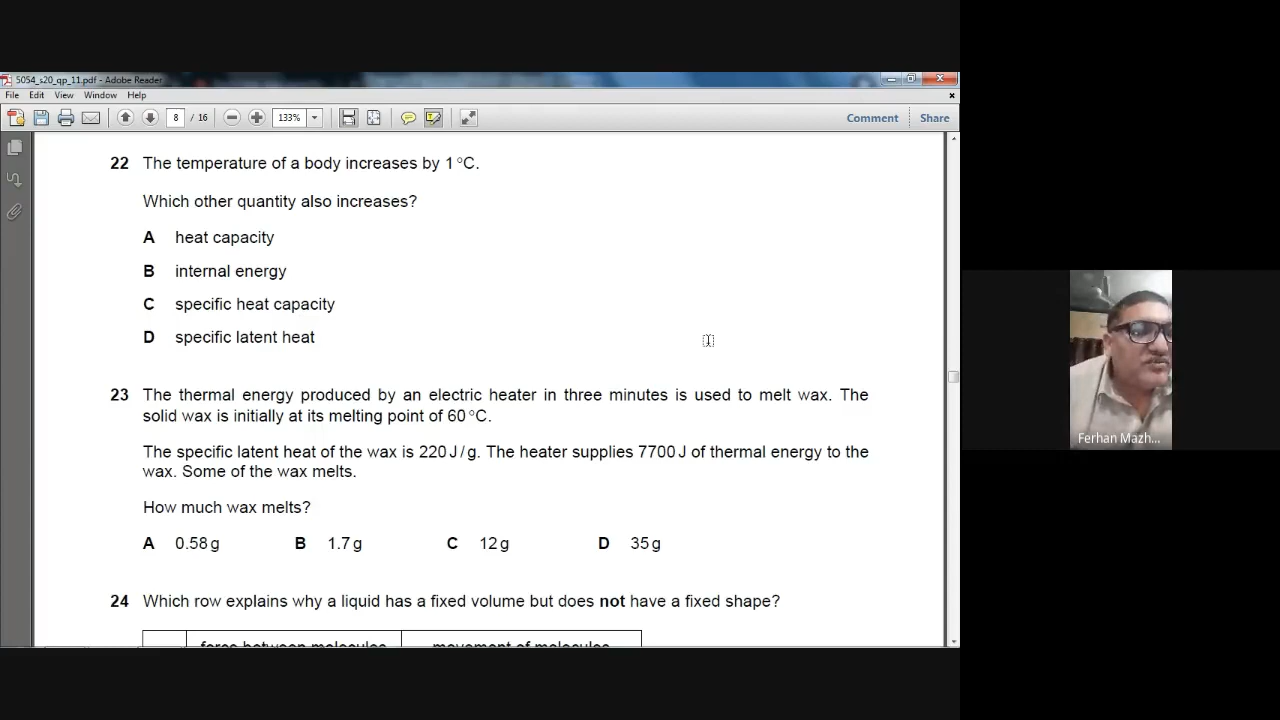 5054_s20_qp_11.pdf - Adobe Reader
File Edit View Window Help
8 / 16 133% Comment Share
22 The temperature of a body increases by 1 °C.
Which other quantity also increases?
A heat capacity
B internal energy
C specific heat capacity
D specific latent heat
23 The thermal energy produced by an electric heater in three minutes is used to melt wax. The
solid wax is initially at its melting point of 60 °C.
The specific latent heat of the wax is 220 J / g. The heater supplies 7700 J of thermal energy to the
wax. Some of the wax melts.
How much wax melts?
A 0.58 g B 1.7 g C 12 g D 35 g
24 Which row explains why a liquid has a fixed volume but does not have a fixed shape?
force between molecules movement of molecules
Ferhan Mazh...